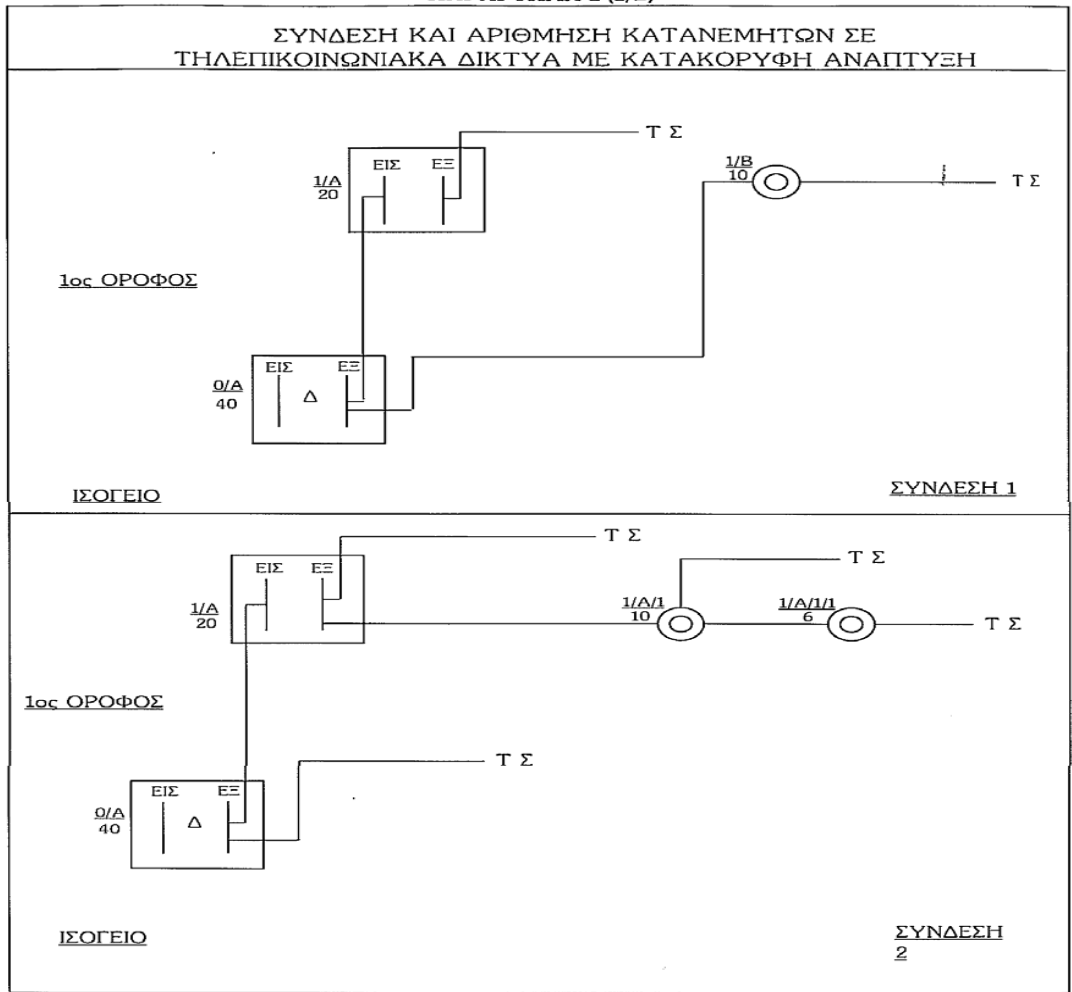 ΣΥΝΔΕΣΗ ΚΑΙ ΑΡΙΘΜΗΣΗ ΚΑΤΑΝΕΜΗΤΩΝ ΣΕ
ΤΗΛΕΠΙΚΟΙΝΩΝΙΑΚΑ ΔΙΚΤΥΑ ΜΕ ΚΑΤΑΚΟΡΥΦΗ ΑΝΑΠΤΥΞΗ
Τ Σ
ΕΙΣ ΕΞ
1/Α
20
1/Β
10
Τ Σ
1ος ΟΡΟΦΟΣ
ΕΙΣ ΕΞ
0/Α
40
Δ
ΙΣΟΓΕΙΟ
ΣΥΝΔΕΣΗ 1
Τ Σ
ΕΙΣ ΕΞ
Τ Σ
1/Α
20
1/Α/1
10
1/Α/1/1
6
Τ Σ
1ος ΟΡΟΦΟΣ
Τ Σ
ΕΙΣ ΕΞ
0/Α
40
Δ
ΙΣΟΓΕΙΟ
ΣΥΝΔΕΣΗ
2